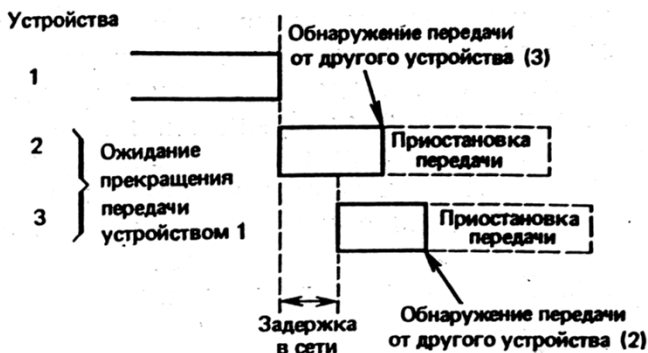 Устройства
Обнаружение передачи
от другого устройства (3)
1
2
Ожидание
прекращения
передачи
устройством 1
3
Приостановка
передачи
Приостановка
передачи
Задержка
в сети
Обнаружение передачи
от другого устройства (2)